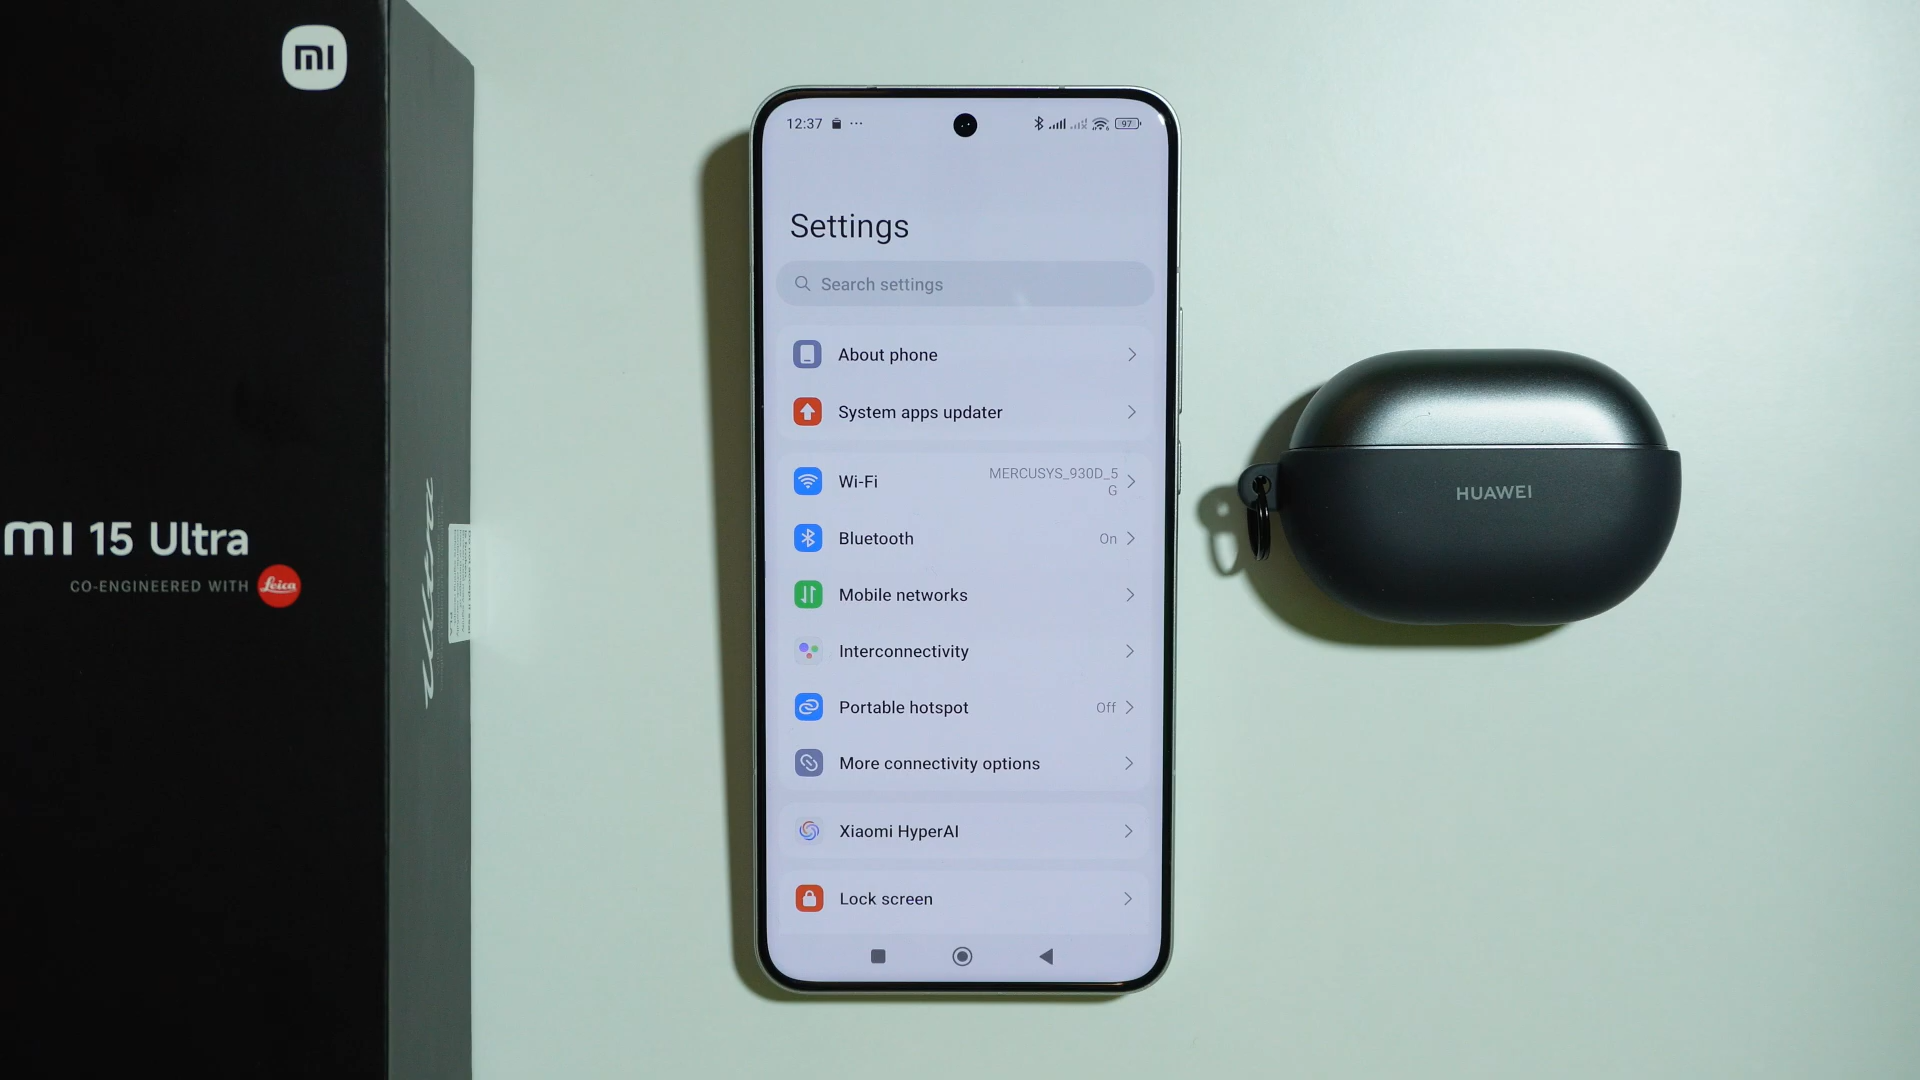 mi
mi 15 Ultra
CO-ENGINEERED WITH Leica
Ultra
12:37
97
Settings
Search settings
About phone
System apps updater
Wi-Fi MERCUSYS_930D_5
G
Bluetooth On
Mobile networks
Interconnectivity
Portable hotspot Off
More connectivity options
Xiaomi HyperAI
Lock screen
HUAWEI